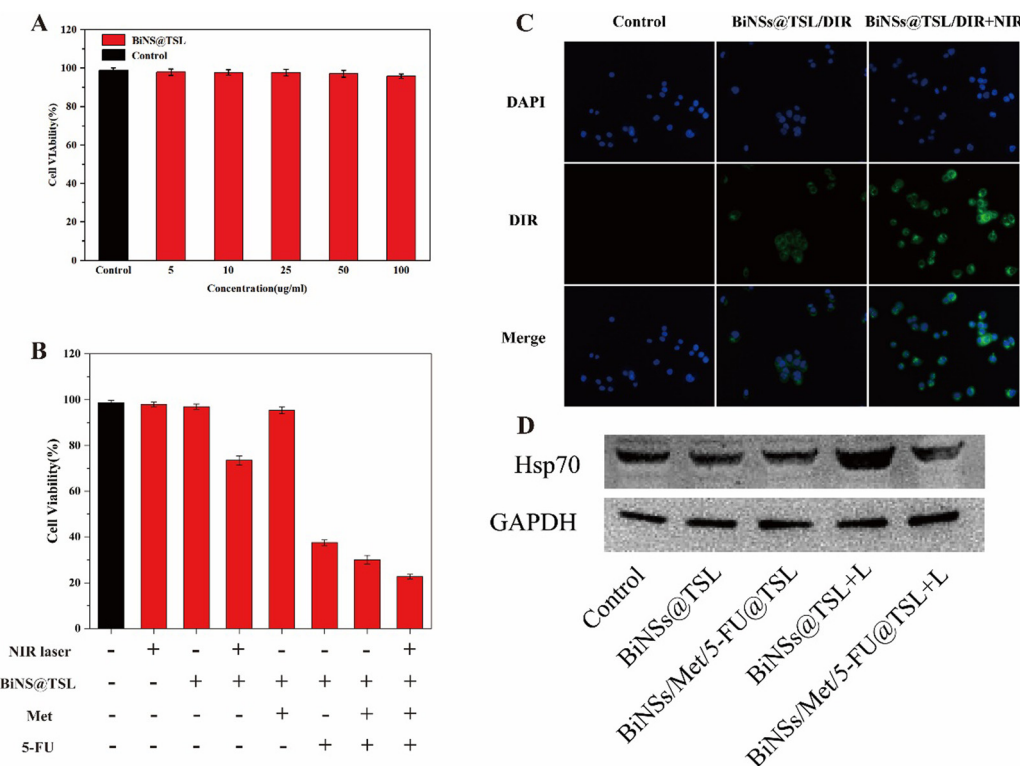 A
BiNS@TSL
Control
Cell VIAbility(%)
120
100
80
60
40
20
0
Control 5 10 25 50 100
Concentration(ug/ml)
B
Cell Viability(%)
120
100
80
60
40
20
0
NIR laser - + - + - - - +
BiNS@TSL - - + + + + + +
Met - - - - + - + +
5-FU - - - - - + + +
C
Control BiNSs@TSL/DIR BiNSs@TSL/DIR+NIR
DAPI
DIR
Merge
D
Hsp70
GAPDH
Control
BiNSs@TSL
BiNSs/Met/5-FU@TSL
BiNSs@TSL+L
BiNSs/Met/5-FU@TSL+L